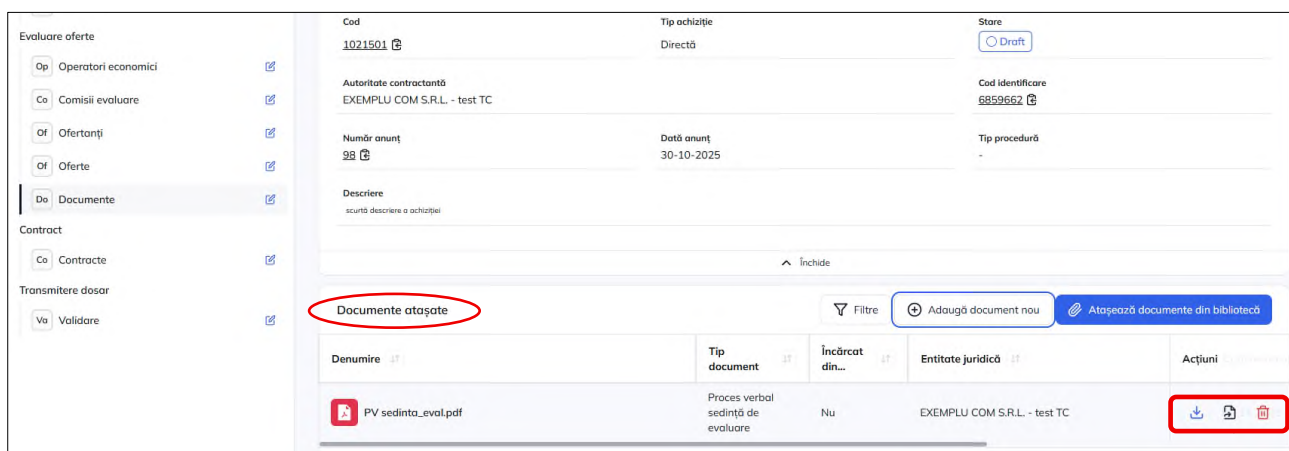 Evaluare oferte
Op Operatori economici
Co Comisii evaluare
Of Ofertanți
Of Oferte
Do Documente
Contract
Co Contracte
Transmitere dosar
Va Validare
Cod Tip achiziție Stare
1021501 Directă Draft
Autoritate contractantă Cod identificare
EXEMPLU COM S.R.L. - test TC 6859662
Număr anunț Dată anunț Tip procedură
98 30-10-2025 -
Descriere
scurtă descriere a achiziției
Închide
Documente atașate Filtre Adaugă document nou Atașează documente din bibliotecă
Denumire Tip document Încărcat din... Entitate juridică Acțiuni
PV sedinta_eval.pdf Proces verbal sedință de evaluare Nu EXEMPLU COM S.R.L. - test TC